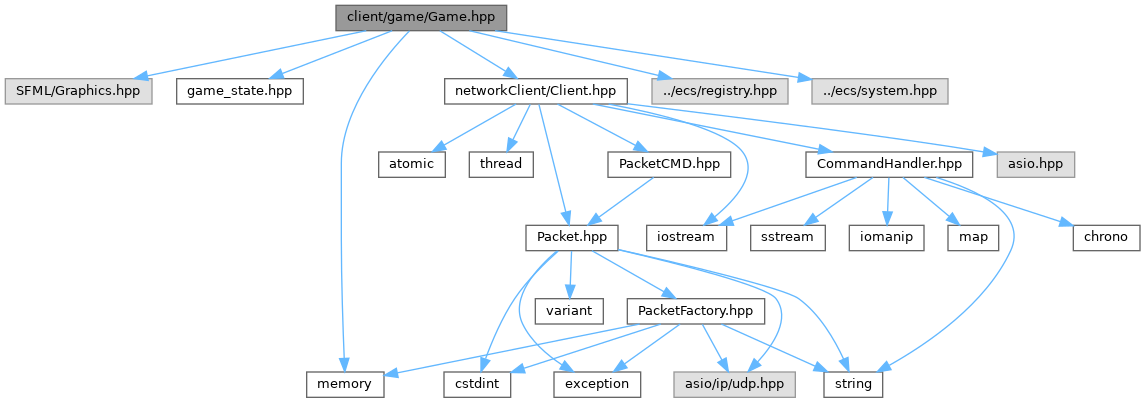 client/game/Game.hpp
SFML/Graphics.hpp
game_state.hpp
networkClient/Client.hpp
../ecs/registry.hpp
../ecs/system.hpp
atomic
thread
PacketCMD.hpp
CommandHandler.hpp
asio.hpp
Packet.hpp
iostream
sstream
iomanip
map
chrono
variant
PacketFactory.hpp
memory
cstdint
exception
asio/ip/udp.hpp
string